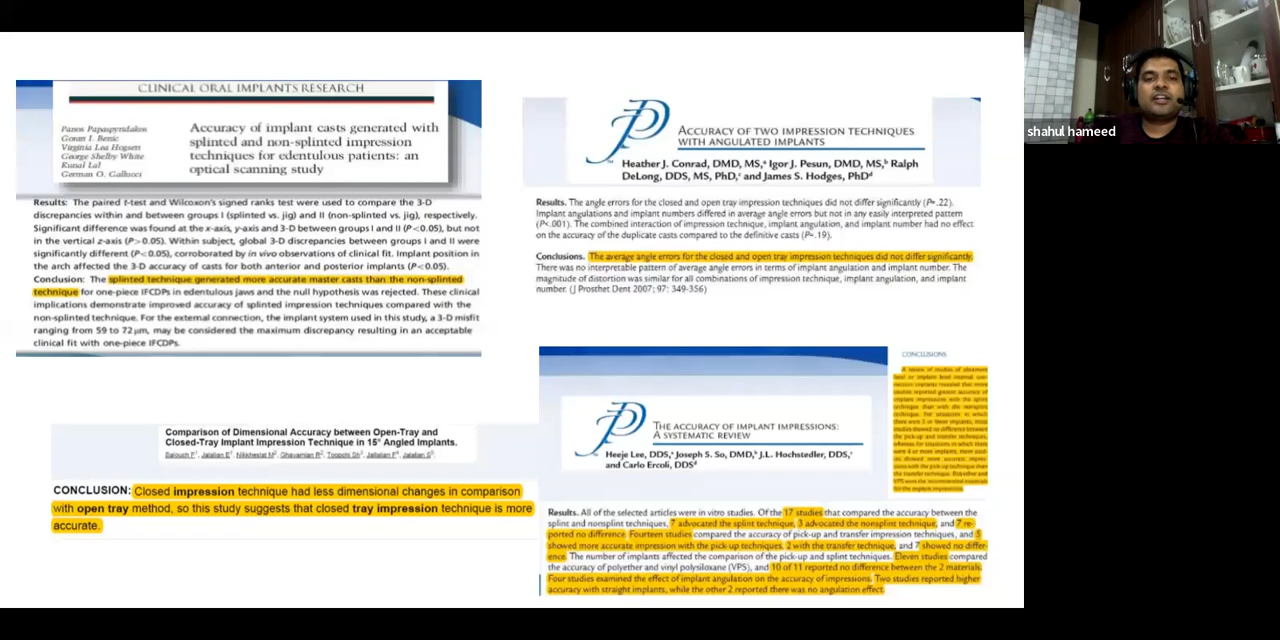 CLINICAL ORAL IMPLANTS RESEARCH
Panos Papaspyridakos
Goran I. Benic
Virginia Lea Hogsett
George Shelby White
Kunal Lal
German O. Gallucci
Accuracy of implant casts generated with
splinted and non-splinted impression
techniques for edentulous patients: an
optical scanning study
Results: The paired t-test and Wilcoxon's signed ranks test were used to compare the 3-D
discrepancies within and between groups I (splinted vs. jig) and II (non-splinted vs. jig), respectively.
Significant difference was found at the x-axis, y-axis and 3-D between groups I and II (P<0.05), but not
in the vertical z-axis (P>0.05). Within subject, global 3-D discrepancies between groups I and II were
significantly different (P<0.05), corroborated by in vivo observations of clinical fit. Implant position in
the arch affected the 3-D accuracy of casts for both anterior and posterior implants (P<0.05).
Conclusion: The splinted technique generated more accurate master casts than the non-splinted
technique for one-piece IFCDPs in edentulous jaws and the null hypothesis was rejected. These clinical
implications demonstrate improved accuracy of splinted impression techniques compared with the
non-splinted technique. For the external connection, the implant system used in this study, a 3-D misfit
ranging from 59 to 72 μm, may be considered the maximum discrepancy resulting in an acceptable
clinical fit with one-piece IFCDPs.
ACCURACY OF TWO IMPRESSION TECHNIQUES
WITH ANGULATED IMPLANTS
Heather J. Conrad, DMD, MS,ª Igor J. Pesun, DMD, MS,ᵇ Ralph
DeLong, DDS, MS, PhD,ᶜ and James S. Hodges, PhDᵈ
Results. The angle errors for the closed and open tray impression techniques did not differ significantly (P=.22).
Implant angulations and implant numbers differed in average angle errors but not in any easily interpreted pattern
(P<.001). The combined interaction of impression technique, implant angulation, and implant number had no effect
on the accuracy of the duplicate casts compared to the definitive casts (P=.19).
Conclusions. The average angle errors for the closed and open tray impression techniques did not differ significantly.
There was no interpretable pattern of average angle errors in terms of implant angulation and implant number. The
magnitude of distortion was similar for all combinations of impression technique, implant angulation, and implant
number. (J Prosthet Dent 2007; 97: 349-356)
Comparison of Dimensional Accuracy between Open-Tray and
Closed-Tray Implant Impression Technique in 15° Angled Implants.
CONCLUSION: Closed impression technique had less dimensional changes in comparison
with open tray method, so this study suggests that closed tray impression technique is more
accurate.
THE ACCURACY OF IMPLANT IMPRESSIONS:
A SYSTEMATIC REVIEW
Heeje Lee, DDS,ª Joseph S. So, DMD,ᵇ J.L. Hochstedler, DDS,ᶜ
and Carlo Ercoli, DDSᵈ
CONCLUSIONS
Results. All of the selected articles were in vitro studies. Of the 17 studies that compared the accuracy between the
splint and nonsplint techniques, 7 advocated the splint technique, 3 advocated the nonsplint technique, and 7 re-
ported no difference. Fourteen studies compared the accuracy of pick-up and transfer impression techniques, and 5
showed more accurate impression with the pick-up techniques, 2 with the transfer technique, and 7 showed no differ-
ence. The number of implants affected the comparison of the pick-up and splint techniques. Eleven studies compared
the accuracy of polyether and vinyl polysiloxane (VPS), and 10 of 11 reported no difference between the 2 materials.
Four studies examined the effect of implant angulation on the accuracy of impressions. Two studies reported higher
accuracy with straight implants, while the other 2 reported there was no angulation effect.
shahul hameed